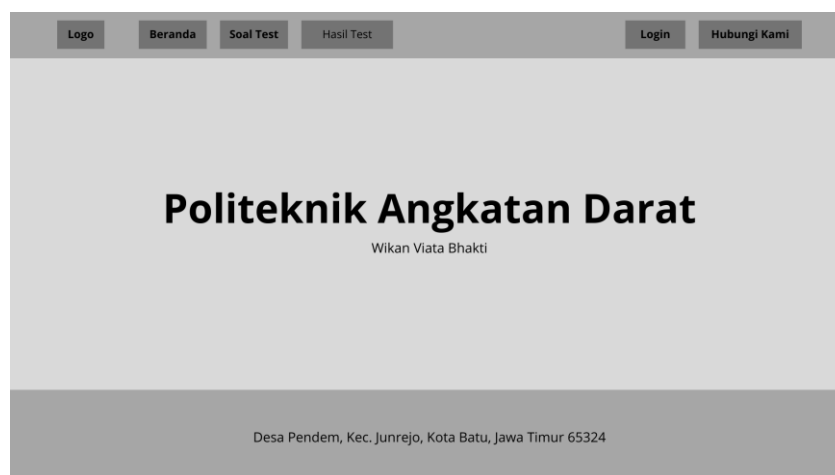 Logo Beranda Soal Test Hasil Test Login Hubungi Kami
Politeknik Angkatan Darat
Wikan Viata Bhakti
Desa Pendem, Kec. Junrejo, Kota Batu, Jawa Timur 65324